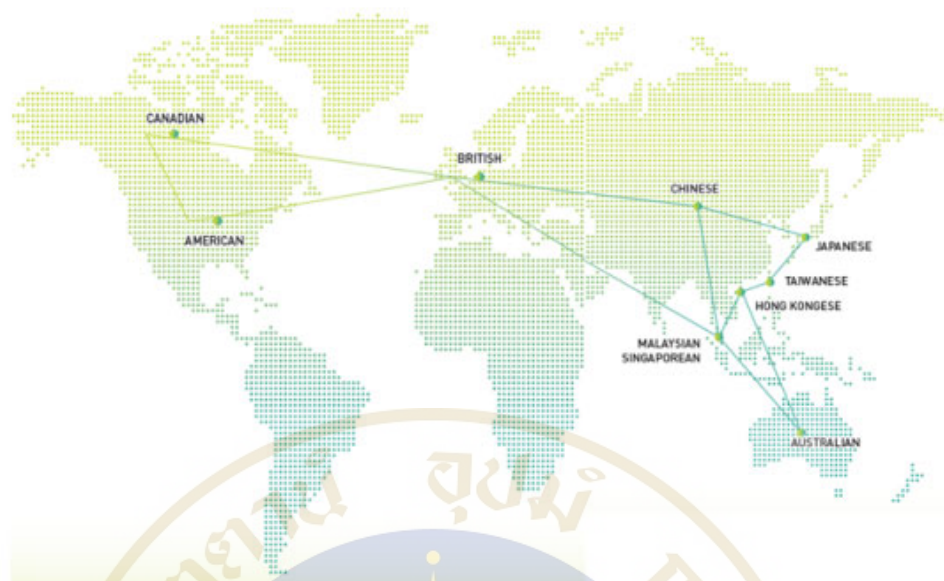 CANADIAN
BRITISH
CHINESE
AMERICAN
JAPANESE
TAIWANESE
HONG KONGESE
MALAYSIAN
SINGAPOREAN
AUSTRALIAN